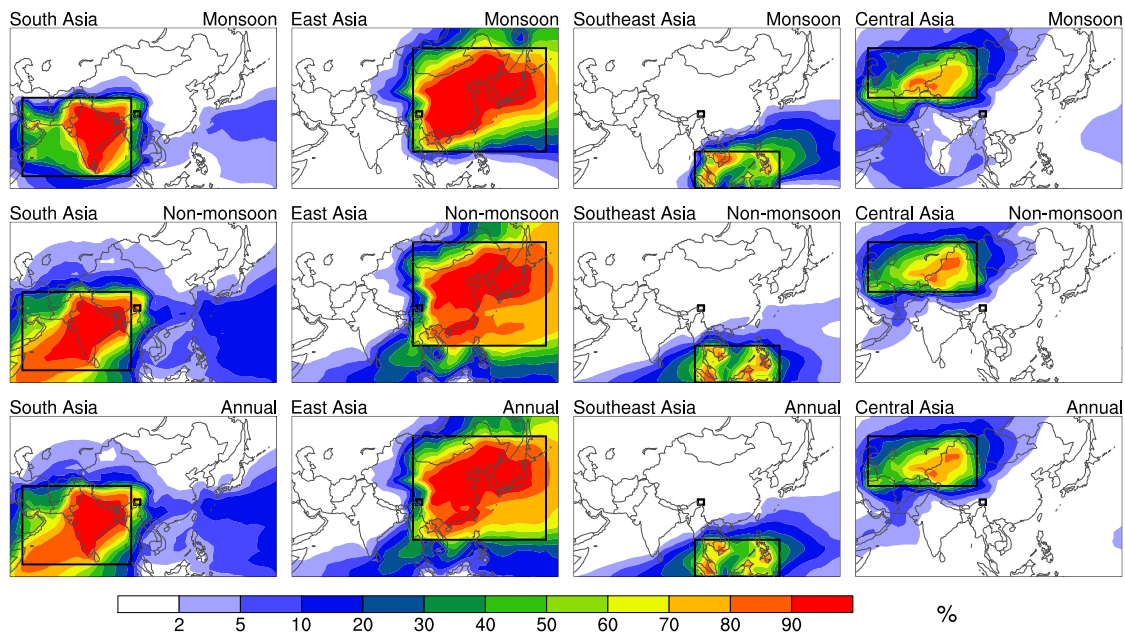 South Asia Monsoon East Asia Monsoon Southeast Asia Monsoon Central Asia Monsoon
South Asia Non-monsoon East Asia Non-monsoon Southeast Asia Non-monsoon Central Asia Non-monsoon
South Asia Annual East Asia Annual Southeast Asia Annual Central Asia Annual
2 5 10 20 30 40 50 60 70 80 90 %